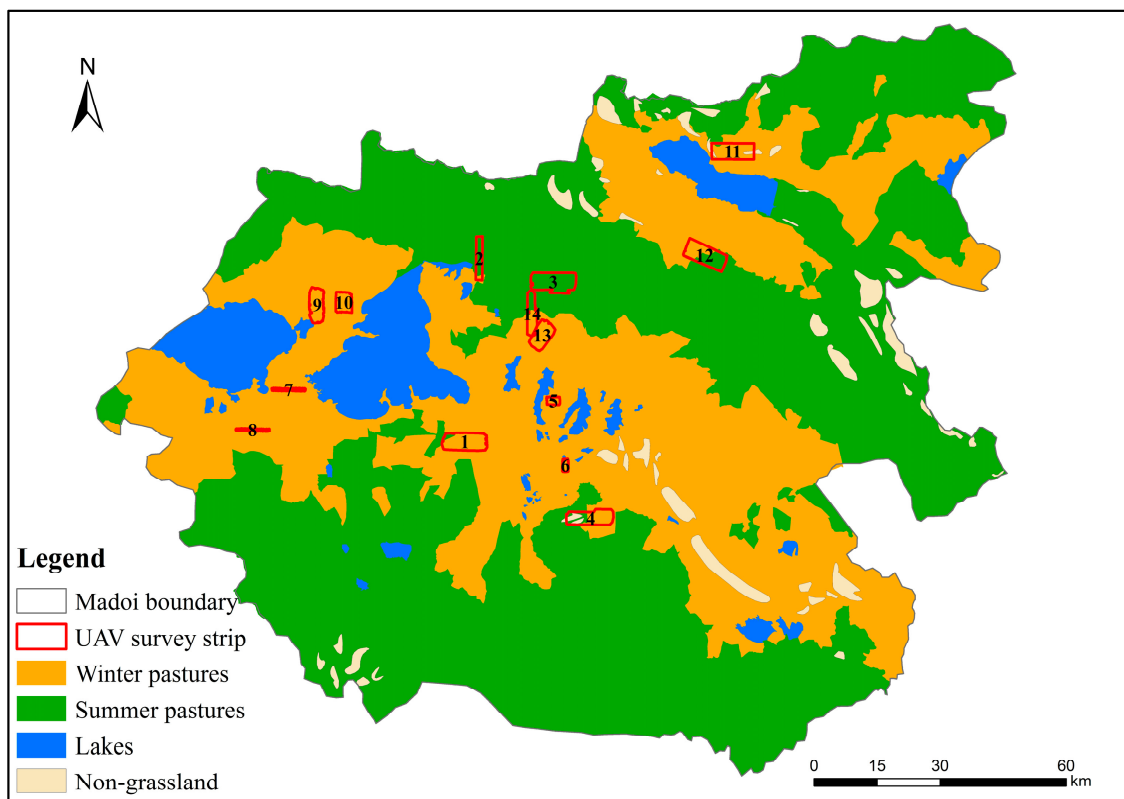 N
11
12
2
3
9
10
14
13
7
5
8
1
6
4
Legend
Madoi boundary
UAV survey strip
Winter pastures
Summer pastures
Lakes
Non-grassland
0 15 30 60
km